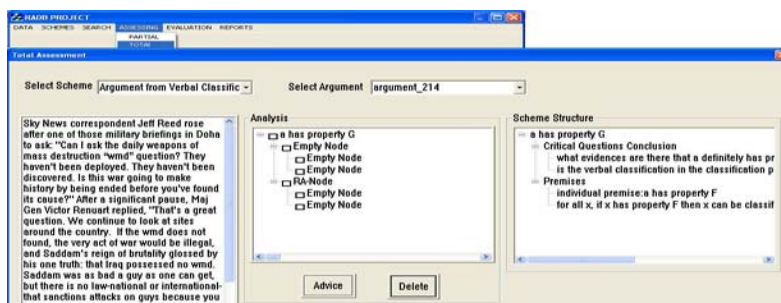 RADB PROJECT
DATA SCHEMES SEARCH ASSESSING EVALUATION REPORTS
PARTIAL
TOTAL
Total Assessment
Select Scheme Argument from Verbal Classific
Select Argument argument_214
Sky News correspondent Jeff Reed rose
after one of those military briefings in Doha
to ask: "Can I ask the daily weapons of
mass destruction "wmd" question? They
haven't been deployed. They haven't been
discovered. Is this war going to make
history by being ended before you've found
its cause?" After a significant pause, Maj
Gen Victor Renuart replied, "That's a great
question. We continue to look at sites
around the country. If the wmd does not
found, the very act of war would be illegal,
and Saddam's reign of brutality glossed by
his one truth: that Iraq possessed no wmd.
Saddam was as bad a guy as one can get,
but there is no law-national or international-
that sanctions attacks on guys because you
Analysis
a has property G
Empty Node
Empty Node
Empty Node
RA-Node
Empty Node
Empty Node
Advice
Delete
Scheme Structure
a has property G
Critical Questions Conclusion
what evidences are there that a definitely has pr
is the verbal classification in the classification p
Premises
individual premise:a has property F
for all x, if x has property F then x can be classif